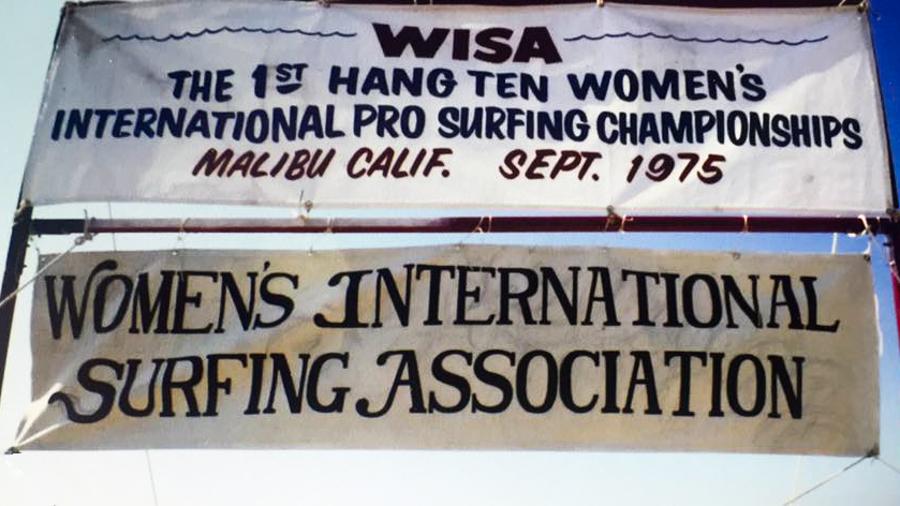 WISA
THE 1ST HANG TEN WOMEN'S
INTERNATIONAL PRO SURFING CHAMPIONSHIPS
MALIBU CALIF. SEPT. 1975
WOMEN'S INTERNATIONAL
SURFING ASSOCIATION